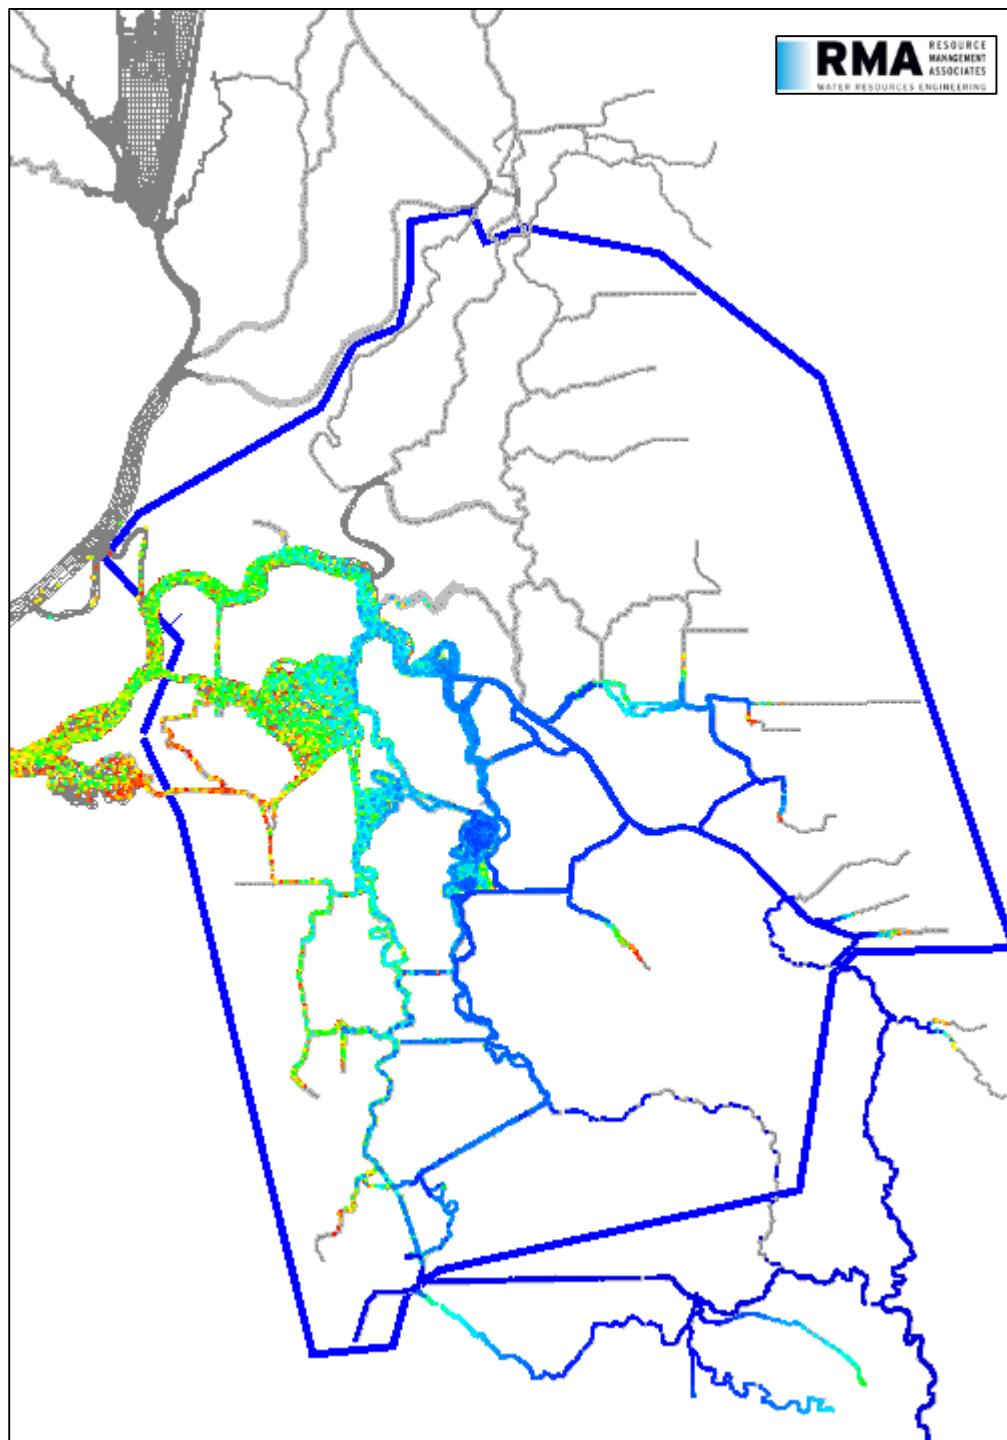 RMA
RESOURCE
MANAGEMENT
ASSOCIATES
WATER RESOURCES ENGINEERING